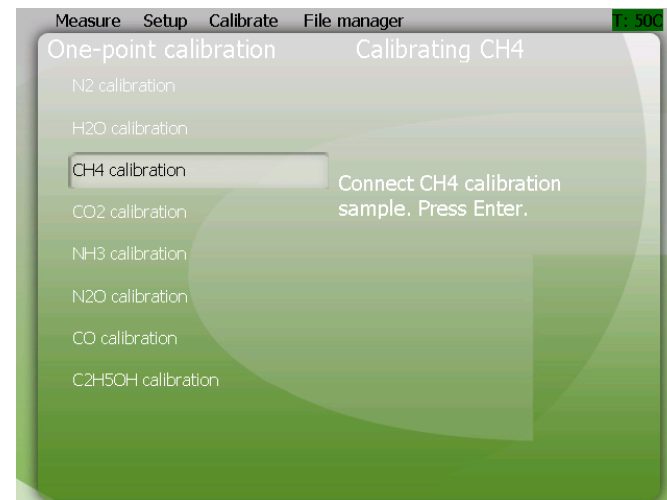 Measure Setup Calibrate File manager T: 50C
One-point calibration Calibrating CH4
N2 calibration
H2O calibration
CH4 calibration
CO2 calibration
NH3 calibration
N2O calibration
CO calibration
C2H5OH calibration
Connect CH4 calibration
sample. Press Enter.